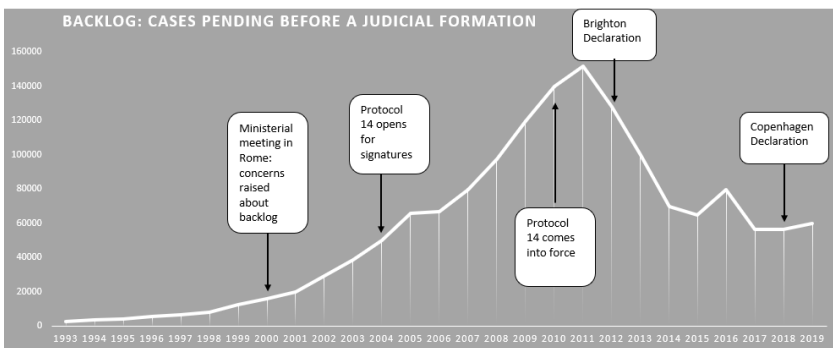 BACKLOG: CASES PENDING BEFORE A JUDICIAL FORMATION
Brighton
Declaration
160000
140000
120000
100000
80000
60000
40000
20000
0
Ministerial
meeting in
Rome:
concerns
raised
about
backlog
Protocol
14 opens
for
signatures
Protocol
14 comes
into force
Copenhagen
Declaration
1993 1994 1995 1996 1997 1998 1999 2000 2001 2002 2003 2004 2005 2006 2007 2008 2009 2010 2011 2012 2013 2014 2015 2016 2017 2018 2019